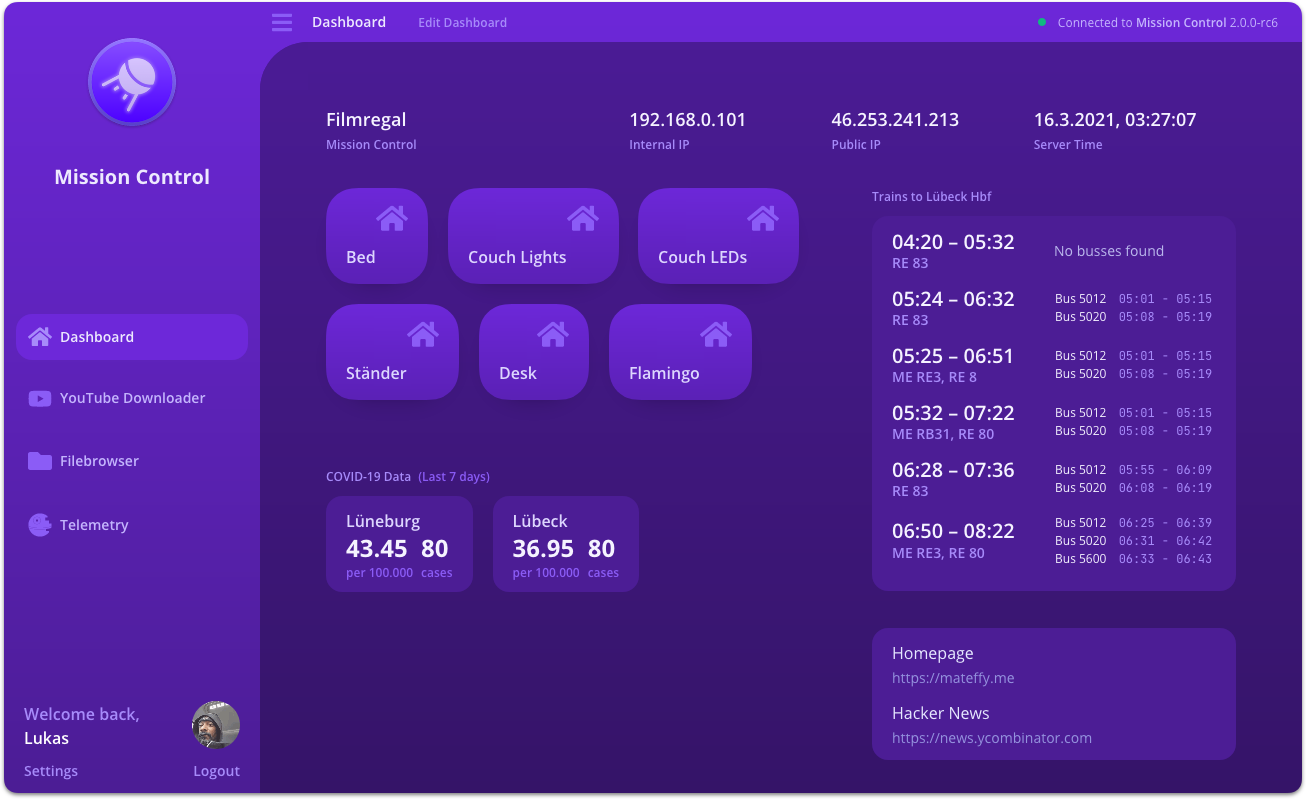 Dashboard
Edit Dashboard
Connected to Mission Control 2.0.0-rc6
Mission Control
Dashboard
YouTube Downloader
Filebrowser
Telemetry
Welcome back,
Lukas
Settings
Logout
Filmregal
Mission Control
192.168.0.101
Internal IP
46.253.241.213
Public IP
16.3.2021, 03:27:07
Server Time
Bed
Couch Lights
Couch LEDs
Ständer
Desk
Flamingo
COVID-19 Data (Last 7 days)
Lüneburg
43.45 80
per 100.000 cases
Lübeck
36.95 80
per 100.000 cases
Trains to Lübeck Hbf
04:20 – 05:32
RE 83
No busses found
05:24 – 06:32
RE 83
Bus 5012 05:01 - 05:15
Bus 5020 05:08 - 05:19
05:25 – 06:51
ME RE3, RE 8
Bus 5012 05:01 - 05:15
Bus 5020 05:08 - 05:19
05:32 – 07:22
ME RB31, RE 80
Bus 5012 05:01 - 05:15
Bus 5020 05:08 - 05:19
06:28 – 07:36
RE 83
Bus 5012 05:55 - 06:09
Bus 5020 06:08 - 06:19
06:50 – 08:22
ME RE3, RE 80
Bus 5012 06:25 - 06:39
Bus 5020 06:31 - 06:42
Bus 5600 06:33 - 06:43
Homepage
https://mateffy.me
Hacker News
https://news.ycombinator.com